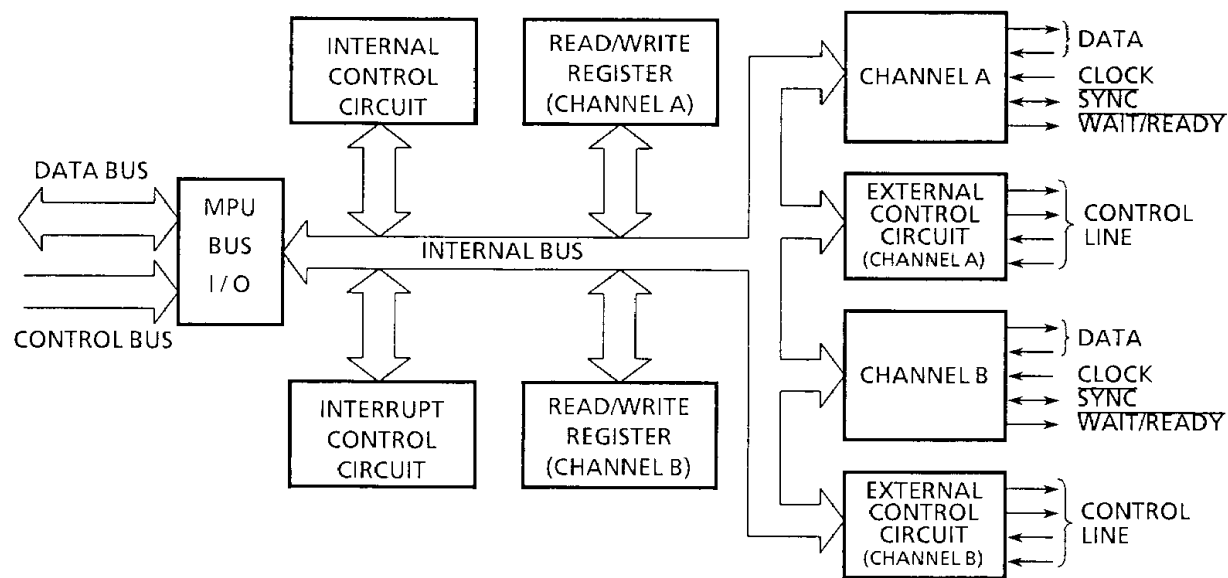 INTERNAL
CONTROL
CIRCUIT
READ/WRITE
REGISTER
(CHANNEL A)
CHANNEL A
DATA
CLOCK
SYNC
WAIT/READY
DATA BUS
MPU
BUS
I/O
CONTROL BUS
INTERNAL BUS
EXTERNAL
CONTROL
CIRCUIT
(CHANNEL A)
CONTROL
LINE
INTERRUPT
CONTROL
CIRCUIT
READ/WRITE
REGISTER
(CHANNEL B)
CHANNEL B
DATA
CLOCK
SYNC
WAIT/READY
EXTERNAL
CONTROL
CIRCUIT
(CHANNEL B)
CONTROL
LINE